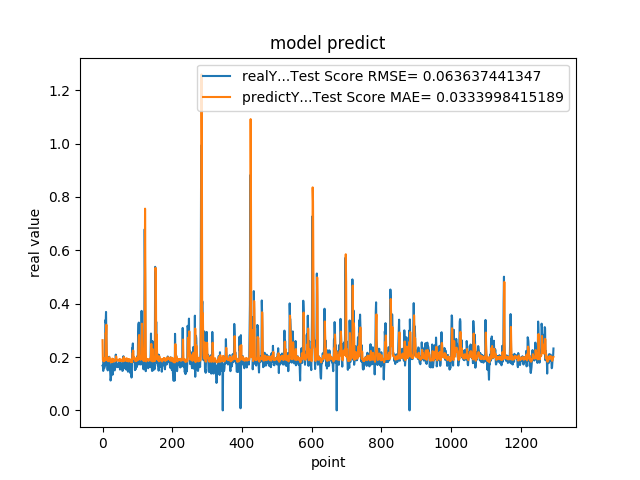 model predict
realY...Test Score RMSE= 0.063637441347
predictY...Test Score MAE= 0.0333998415189
1.2
1.0
0.8
0.6
0.4
0.2
0.0
real value
0 200 400 600 800 1000 1200
point